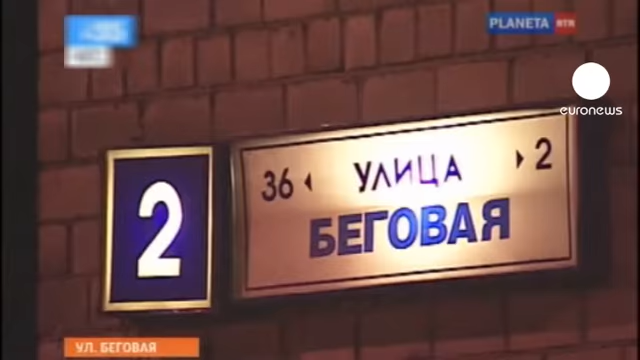 PLANETA RTR
euronews
2
36 ◂ УЛИЦА ▸ 2
БЕГОВАЯ
УЛ. БЕГОВАЯ